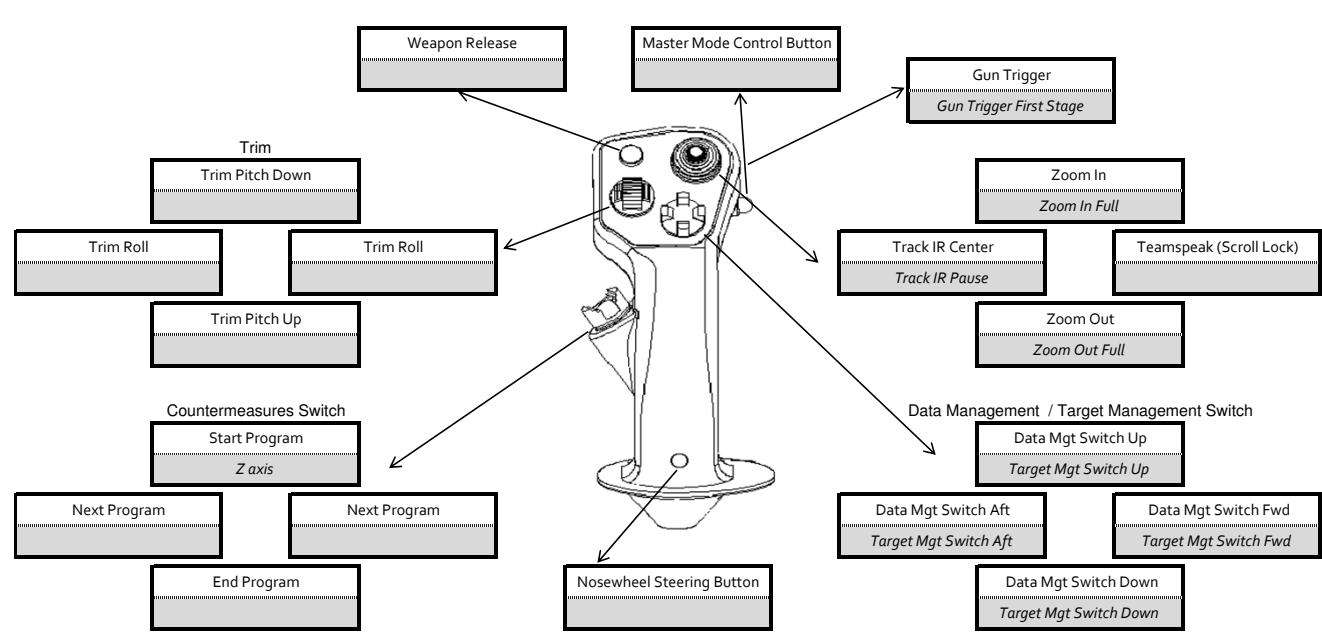 Weapon Release
Master Mode Control Button
Gun Trigger
Gun Trigger First Stage
Trim
Trim Pitch Down
Trim Roll
Trim Roll
Trim Pitch Up
Zoom In
Zoom In Full
Track IR Center
Track IR Pause
Teamspeak (Scroll Lock)
Zoom Out
Zoom Out Full
Countermeasures Switch
Start Program
Z axis
Next Program
Next Program
End Program
Nosewheel Steering Button
Data Management / Target Management Switch
Data Mgt Switch Up
Target Mgt Switch Up
Data Mgt Switch Aft
Target Mgt Switch Aft
Data Mgt Switch Fwd
Target Mgt Switch Fwd
Data Mgt Switch Down
Target Mgt Switch Down